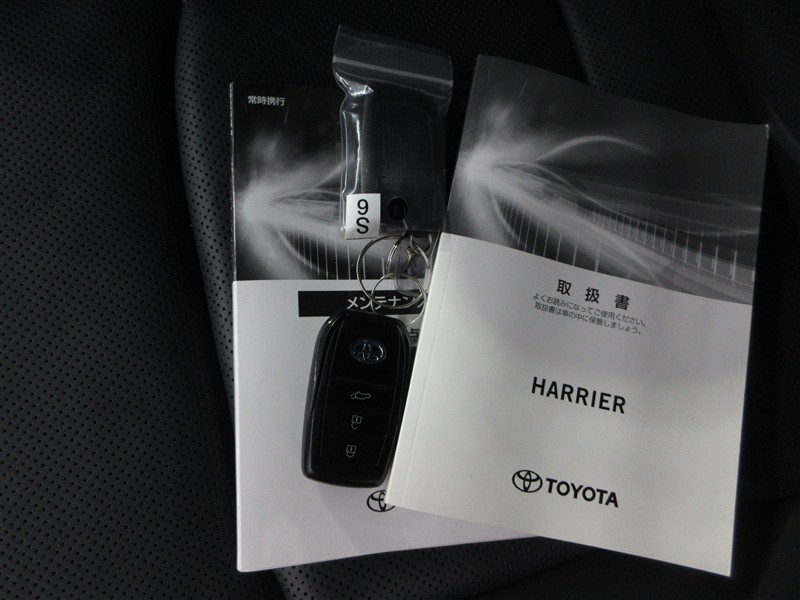 常時携行
9
S
メンテナン
点
取扱書
よくお読みになってご使用ください。
取扱書は車の中に保管しましょう。
HARRIER
TOYOTA